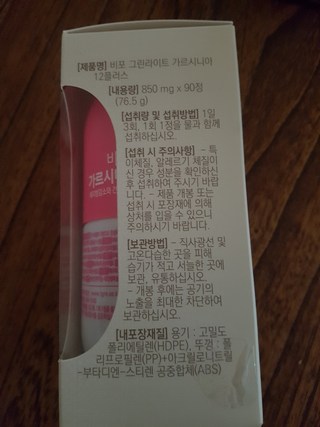 [제품명] 비포 그린라이트 가르시니아
12플러스
[내용량] 850 mg x 90정
(76.5 g)
[섭취량 및 섭취방법] 1일
3회, 1회 1정을 물과 함께
섭취하십시오.
[섭취 시 주의사항] - 특
이체질, 알레르기 체질이
신 경우 성분을 확인하신
후 섭취하여 주시기 바랍
니다. - 제품 개봉 또는
섭취 시 포장재에 의해
상처를 입을 수 있으니
주의하시기 바랍니다.
[보관방법] - 직사광선 및
고온다습한 곳을 피해
습기가 적고 서늘한 곳에
보관, 유통하십시오.
- 개봉 후에는 공기의
노출을 최대한 차단하여
보관하십시오.
[내포장재질] 용기 : 고밀도
폴리에틸렌(HDPE), 뚜껑 : 폴
리프로필렌(PP)+아크릴로니트릴
-부타디엔-스티렌 공중합체(ABS)
비
가르시니